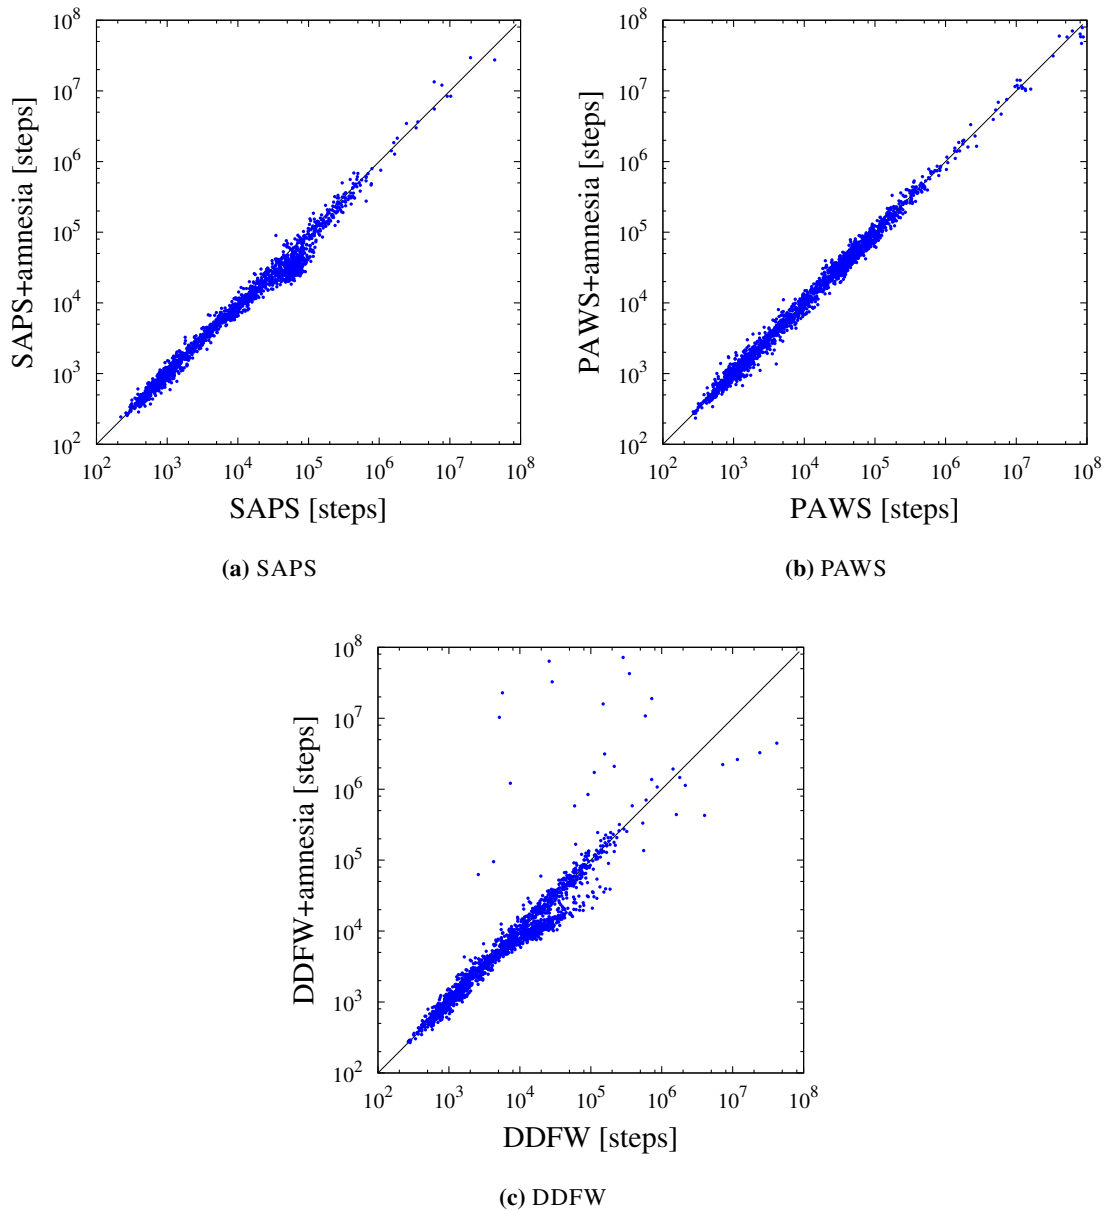 10^8
10^7
10^6
10^5
10^4
10^3
10^2
SAPS+amnesia [steps]
10^2 10^3 10^4 10^5 10^6 10^7 10^8
SAPS [steps]
(a) SAPS
10^8
10^7
10^6
10^5
10^4
10^3
10^2
PAWS+amnesia [steps]
10^2 10^3 10^4 10^5 10^6 10^7 10^8
PAWS [steps]
(b) PAWS
10^8
10^7
10^6
10^5
10^4
10^3
10^2
DDFW+amnesia [steps]
10^2 10^3 10^4 10^5 10^6 10^7 10^8
DDFW [steps]
(c) DDFW